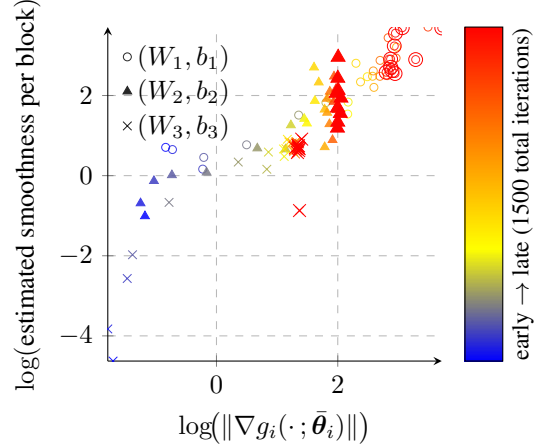 (W₁, b₁)
(W₂, b₂)
(W₃, b₃)
2
0
−2
−4
0 2
log(estimated smoothness per block)
log(‖∇gᵢ(· ; θ̄ᵢ)‖)
early → late (1500 total iterations)